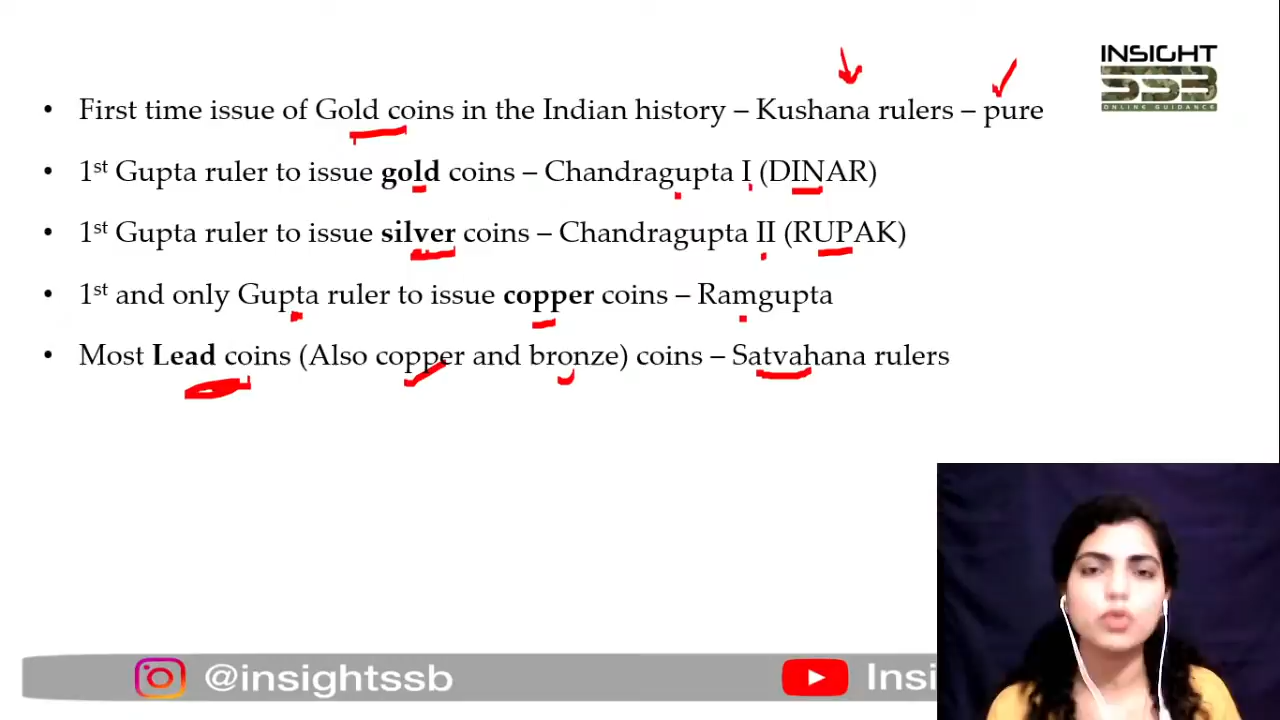 INSIGHT
SSB
ONLINE GUIDANCE
• First time issue of Gold coins in the Indian history – Kushana rulers – pure
• 1st Gupta ruler to issue gold coins – Chandragupta I (DINAR)
• 1st Gupta ruler to issue silver coins – Chandragupta II (RUPAK)
• 1st and only Gupta ruler to issue copper coins – Ramgupta
• Most Lead coins (Also copper and bronze) coins – Satvahana rulers
@insightssb Insi